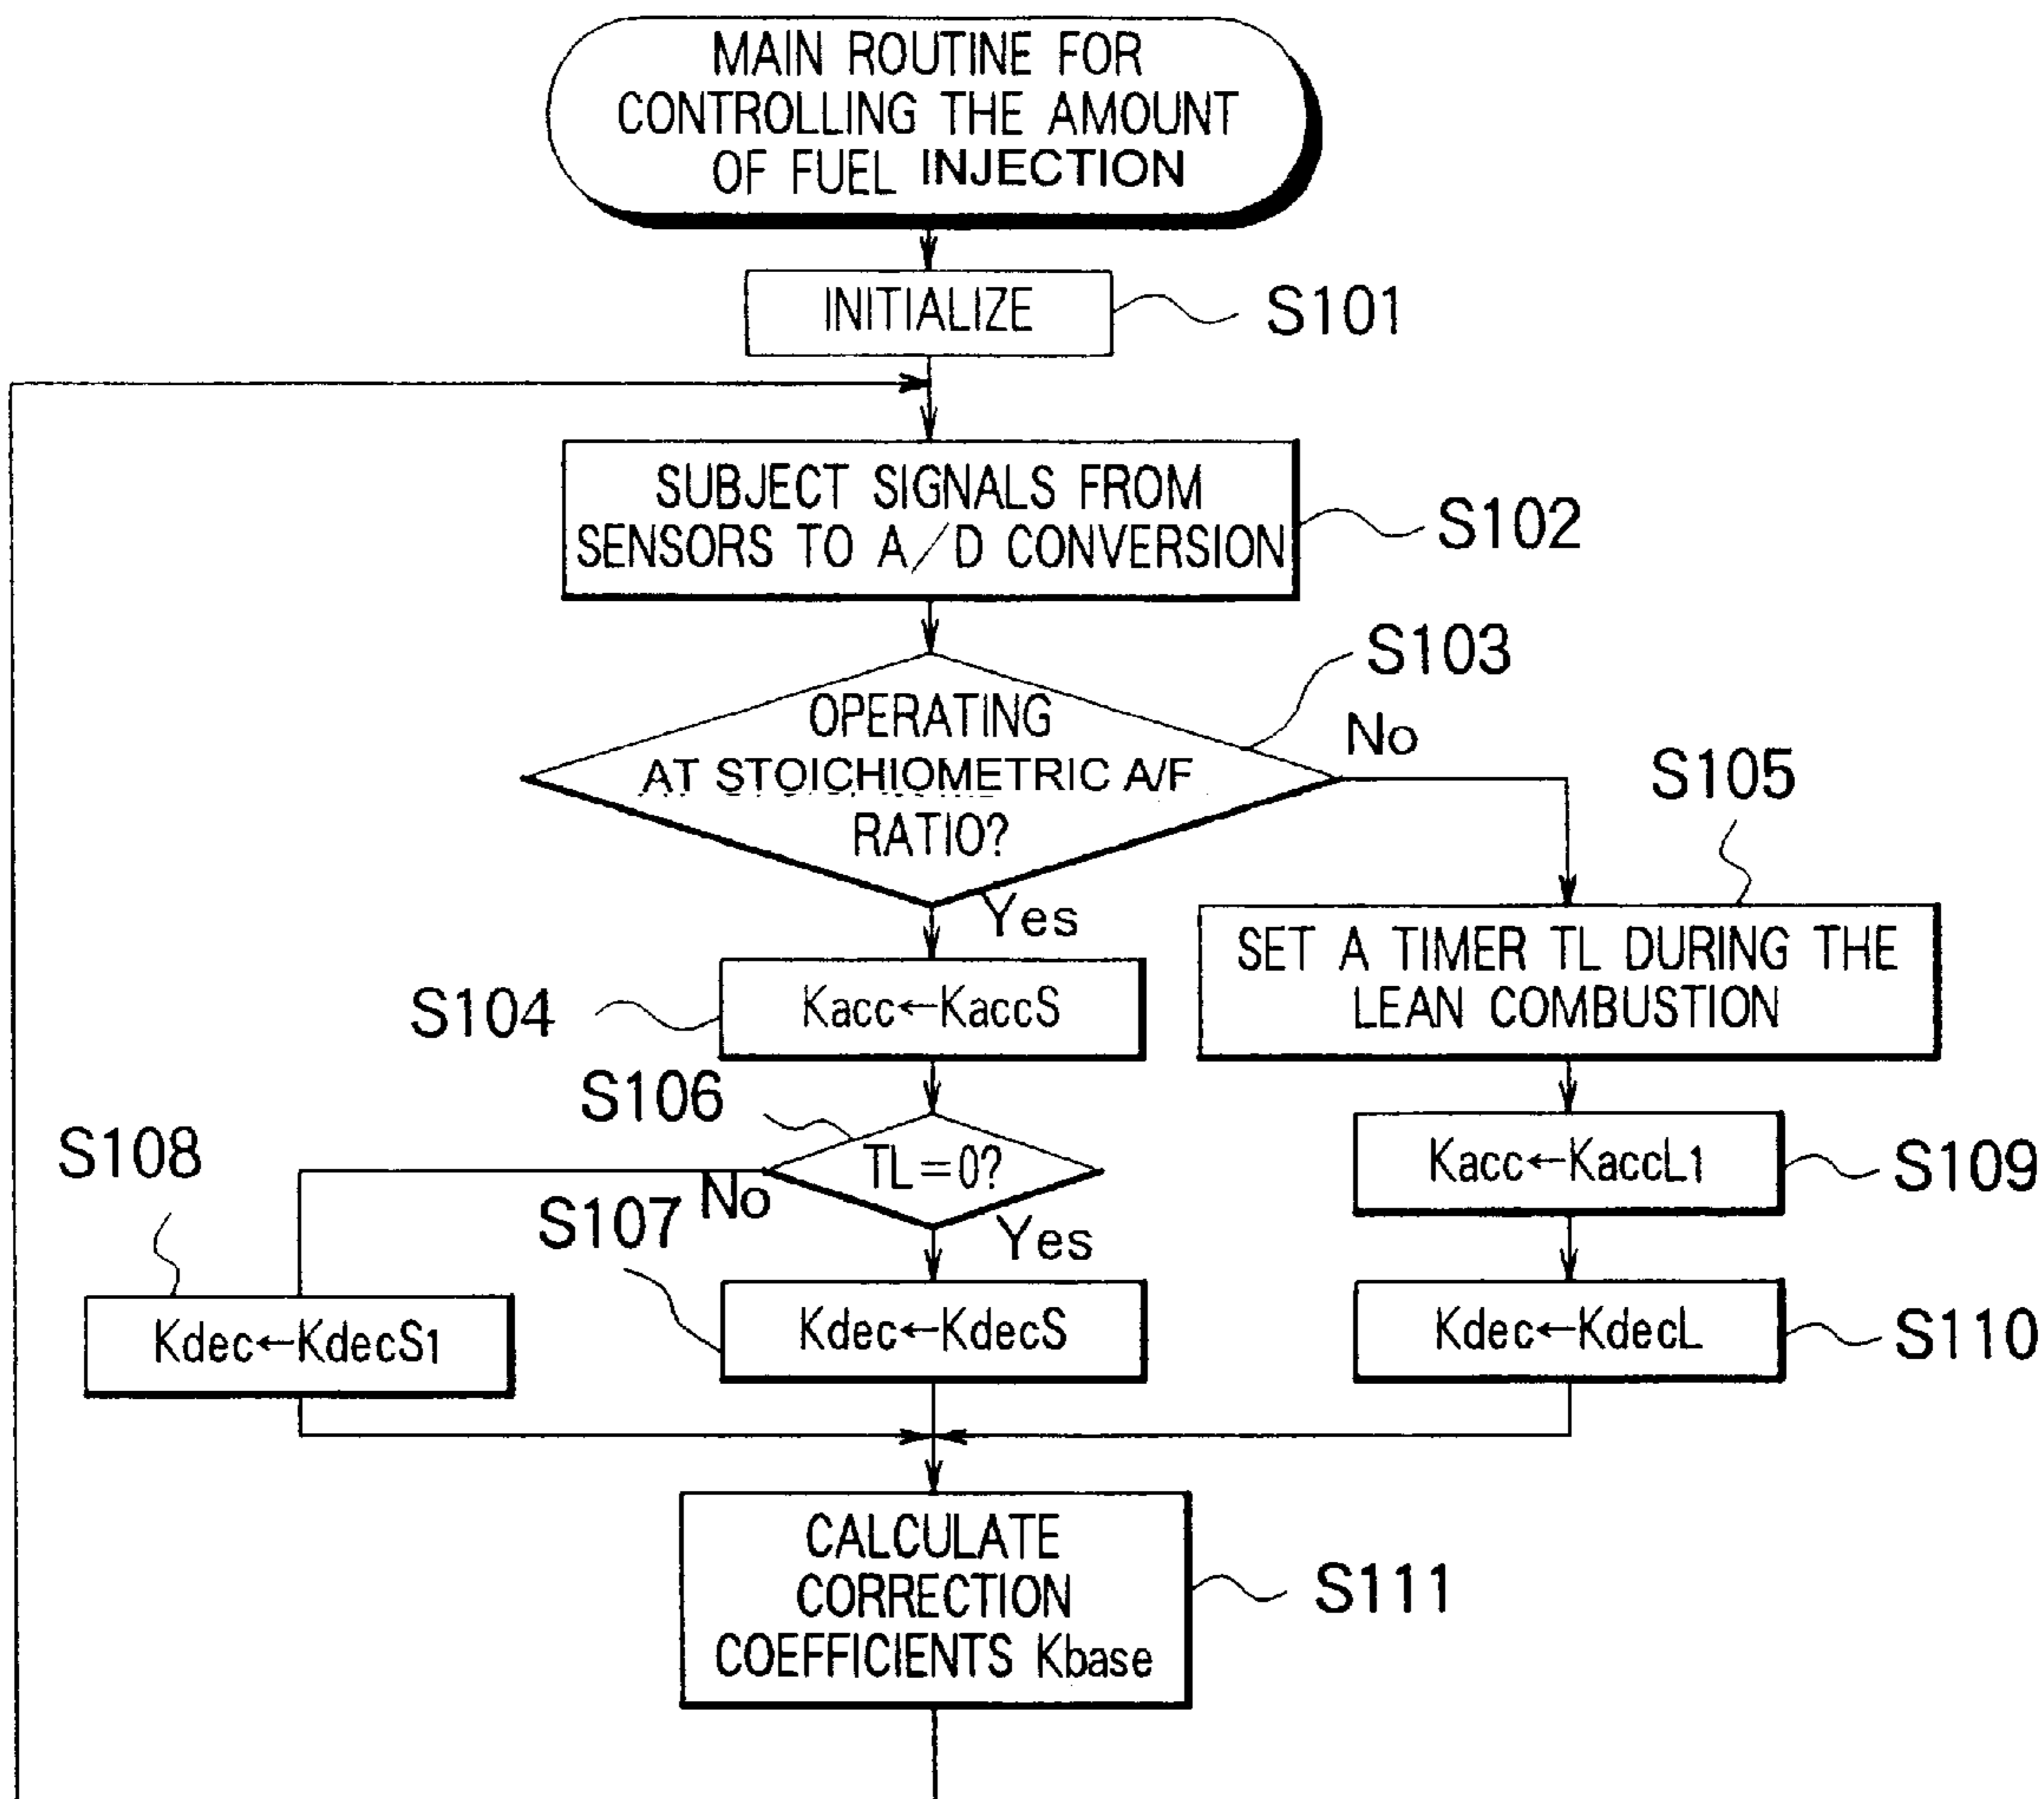 MAIN ROUTINE FOR
CONTROLLING THE AMOUNT
OF FUEL INJECTION
INITIALIZE
S101
SUBJECT SIGNALS FROM
SENSORS TO A/D CONVERSION
S102
S103
OPERATING
AT STOICHIOMETRIC A/F
RATIO?
No
Yes
S105
SET A TIMER TL DURING THE
LEAN COMBUSTION
S104
Kacc←KaccS
S106
TL=0?
No
Yes
Kacc←KaccL1
S109
S108
Kdec←KdecS1
S107
Kdec←KdecS
Kdec←KdecL
S110
CALCULATE
CORRECTION
COEFFICIENTS Kbase
S111